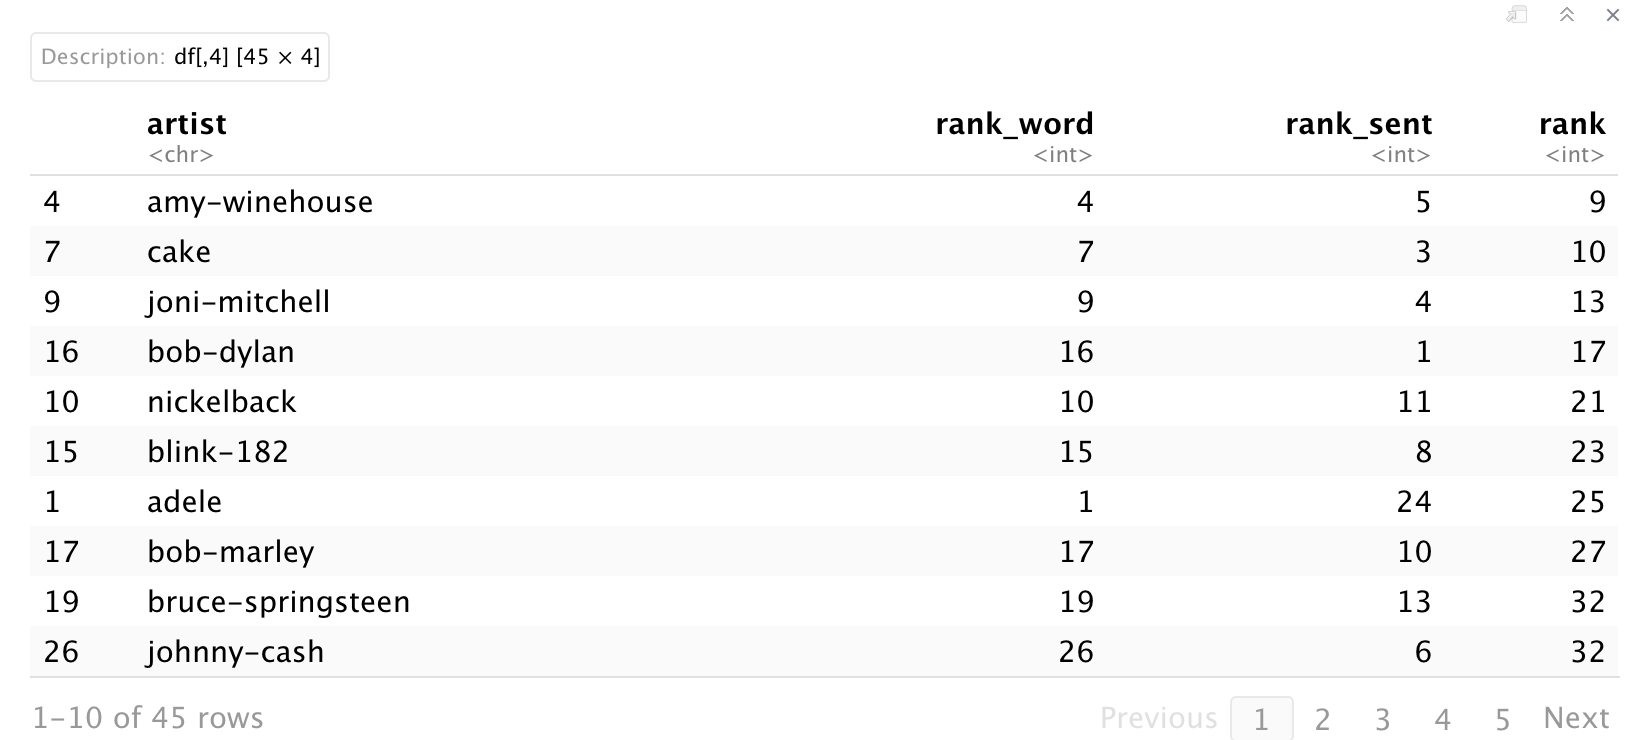 Description: df[,4] [45 × 4]
artist rank_word rank_sent rank
<chr> <int> <int> <int>
4 amy-winehouse 4 5 9
7 cake 7 3 10
9 joni-mitchell 9 4 13
16 bob-dylan 16 1 17
10 nickelback 10 11 21
15 blink-182 15 8 23
1 adele 1 24 25
17 bob-marley 17 10 27
19 bruce-springsteen 19 13 32
26 johnny-cash 26 6 32
1-10 of 45 rows Previous 1 2 3 4 5 Next